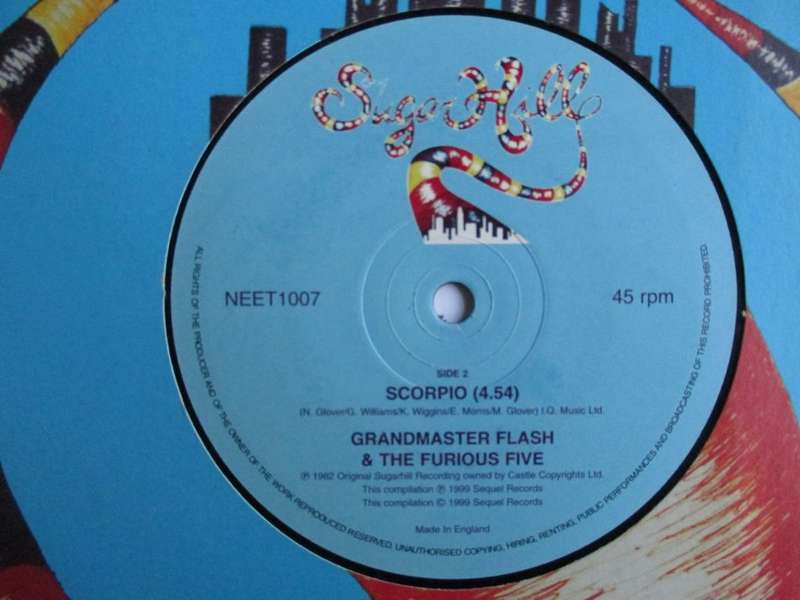 Sugar Hill
NEET1007
45 rpm
SIDE 2
SCORPIO (4.54)
(N. Glover/G. Williams/K. Wiggins/E. Morris/M. Glover) I.Q. Music Ltd.
GRANDMASTER FLASH
& THE FURIOUS FIVE
℗ 1982 Original Sugarhill Recording owned by Castle Copyrights Ltd.
This compilation ℗ 1999 Sequel Records
This compilation © 1999 Sequel Records
Made In England
ALL RIGHTS OF THE PRODUCER AND OF THE OWNER OF THE WORK REPRODUCED RESERVED. UNAUTHORISED COPYING, HIRING, RENTING, PUBLIC PERFORMANCES AND BROADCASTING OF THIS RECORD PROHIBITED.